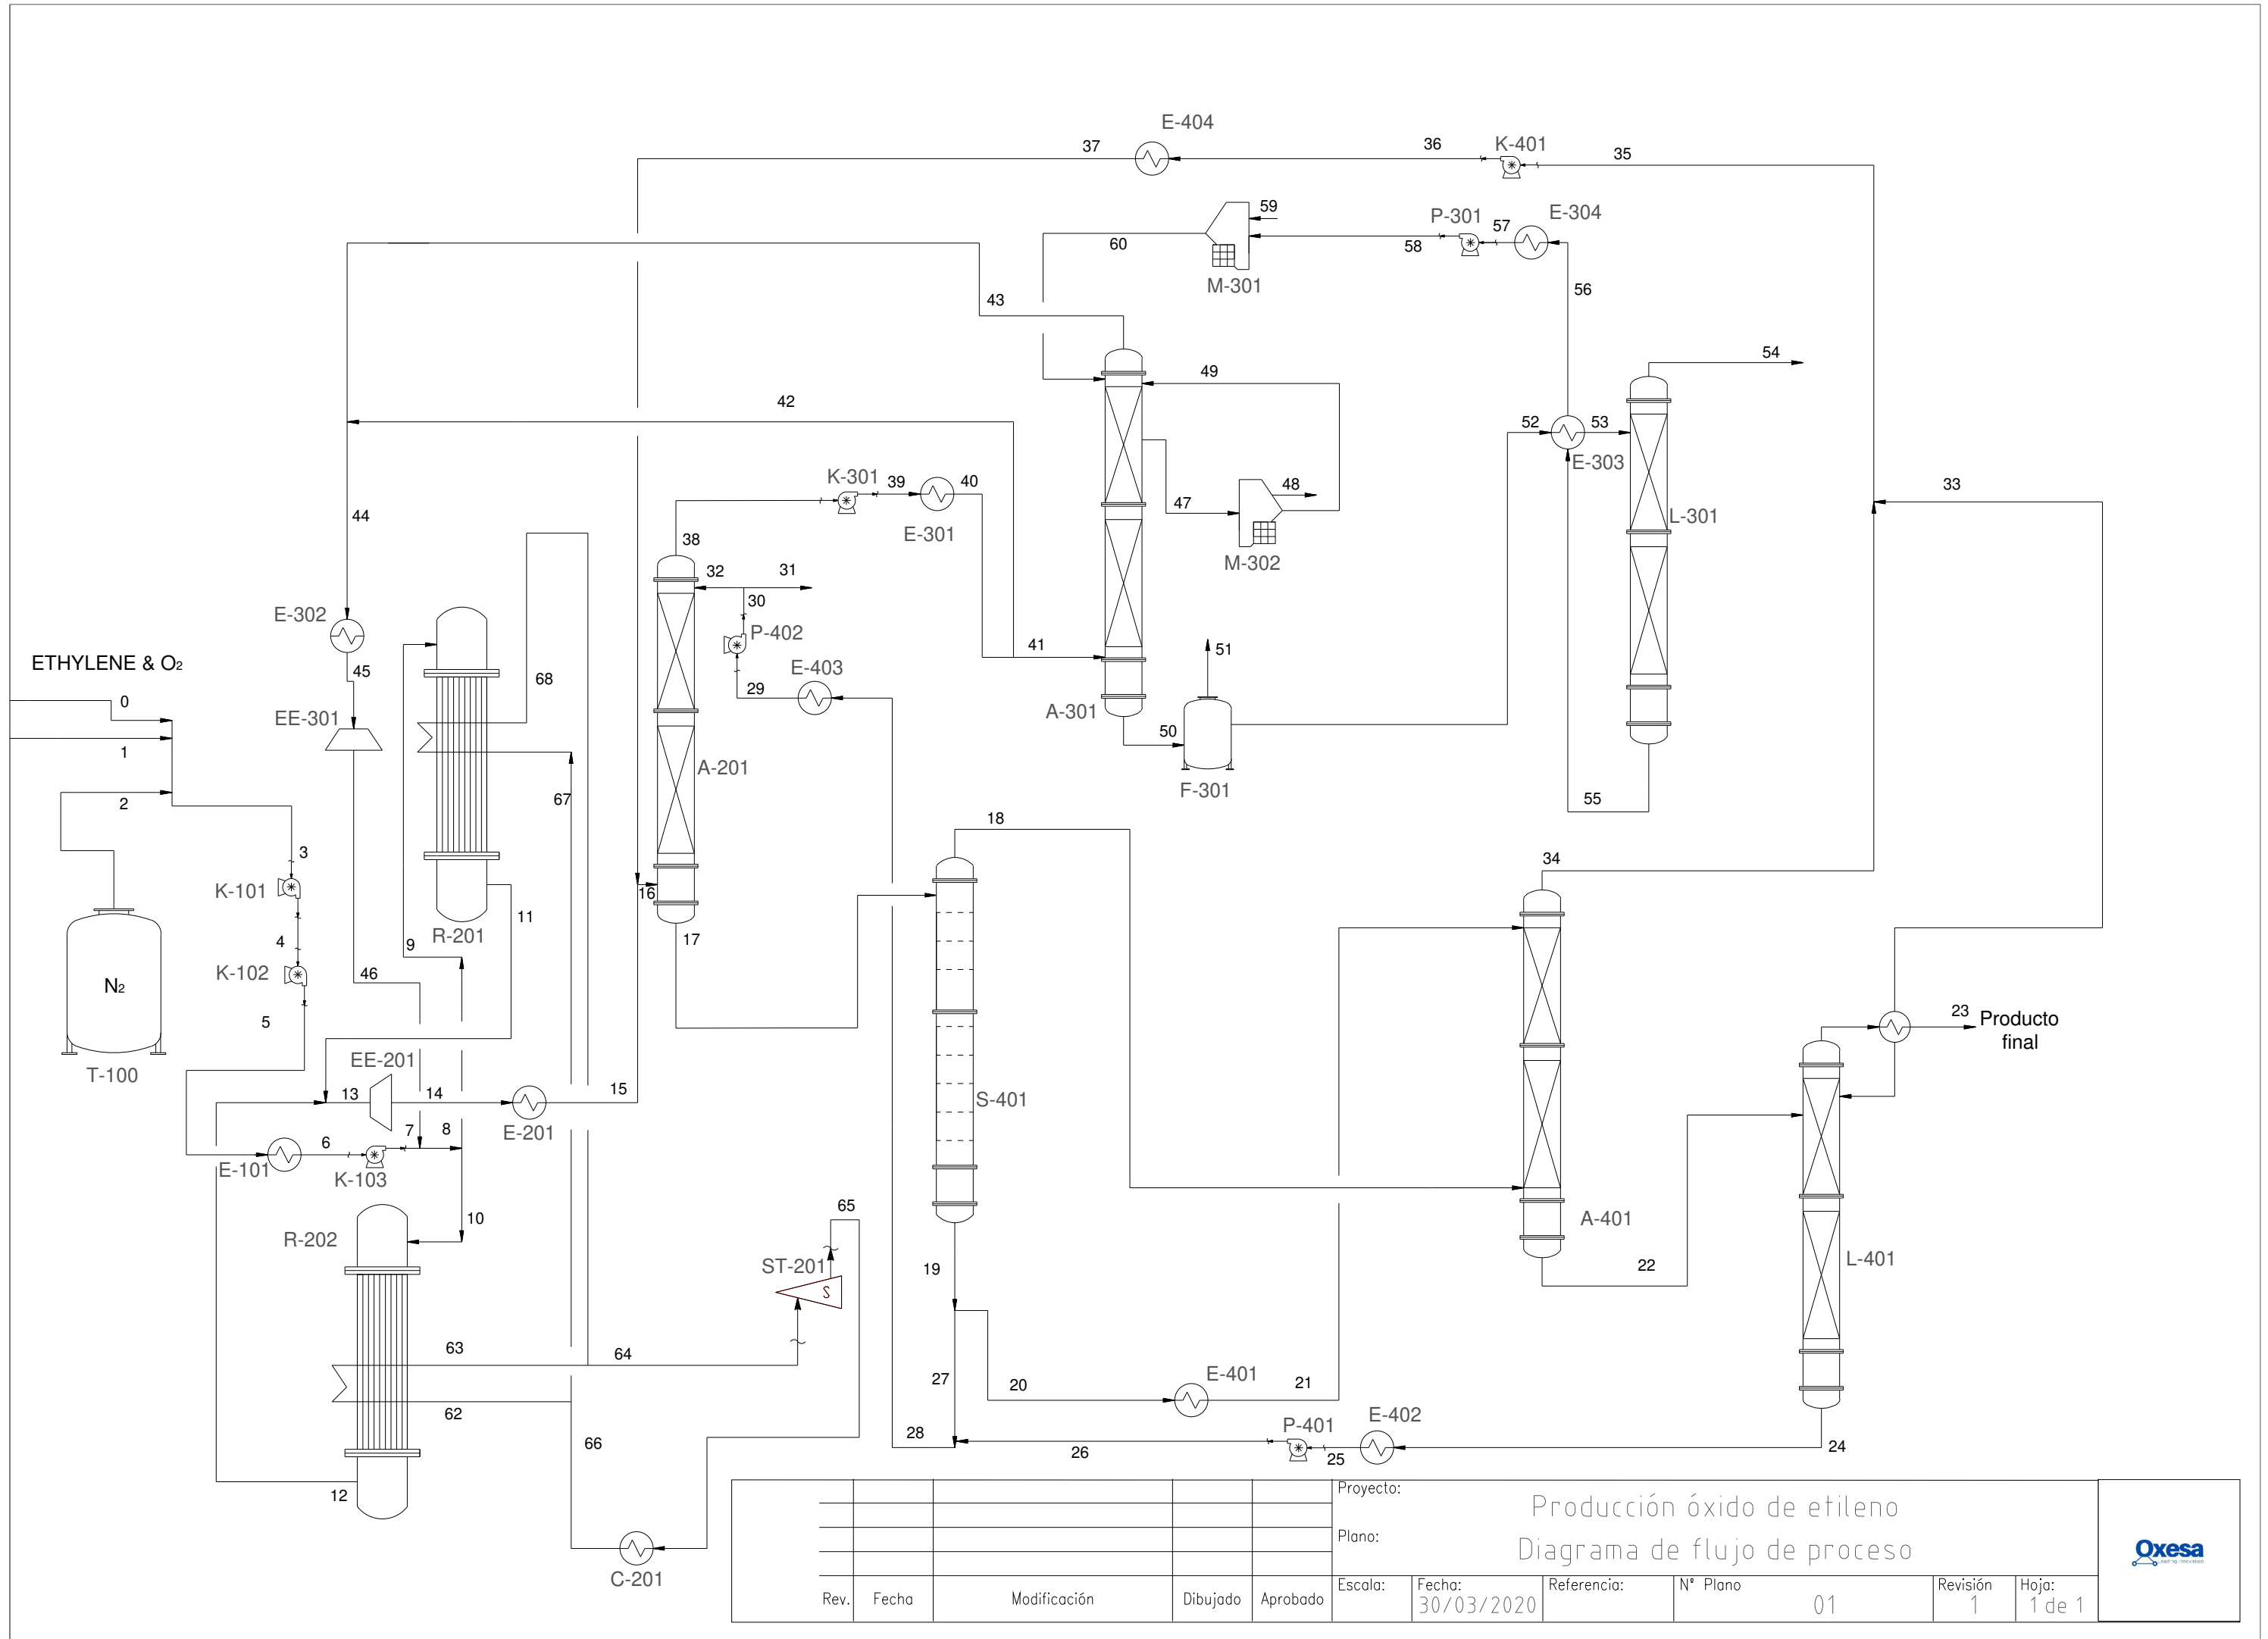 E-404
37
36
K-401
35
59
P-301
57
E-304
60
58
M-301
56
43
54
49
42
52
53
E-303
K-301
39
40
48
33
47
44
E-301
L-301
38
M-302
32
31
30
E-302
P-402
41
51
ETHYLENE & O2
45
68
E-403
29
0
EE-301
A-301
50
1
A-201
F-301
2
67
55
18
3
34
K-101
16
11
R-201
17
4
9
K-102
46
N2
5
23
Producto
final
EE-201
T-100
13
14
15
S-401
7
8
E-201
6
E-101
K-103
65
10
A-401
R-202
ST-201
S
19
22
L-401
63
64
27
20
E-401
21
62
P-401
E-402
66
28
26
25
24
12
C-201
Proyecto:
Producción óxido de etileno
Plano:
Diagrama de flujo de proceso
Oxesa
Rev.
Fecha
Modificación
Dibujado
Aprobado
Escala:
Fecha:
30/03/2020
Referencia:
N° Plano
01
Revisión
1
Hoja:
1 de 1